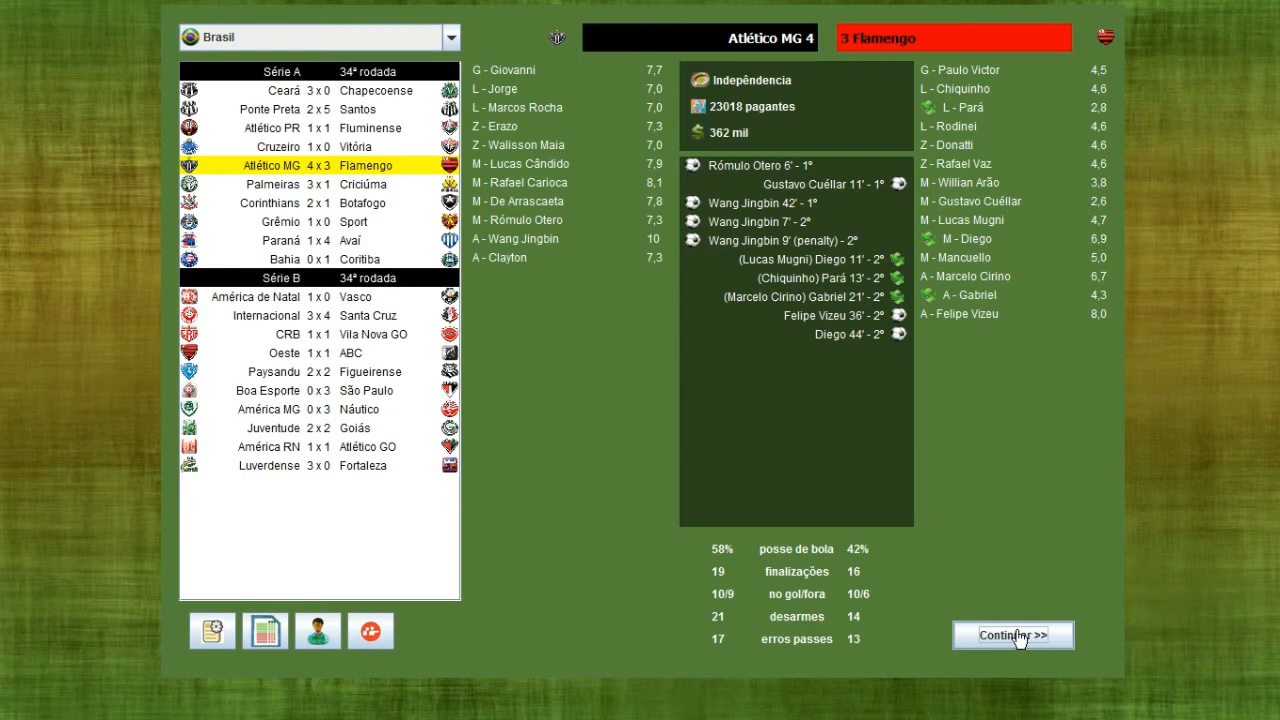 Brasil
Atlético MG 4
3 Flamengo
Série A 34ª rodada
Ceará 3 x 0 Chapecoense
Ponte Preta 2 x 5 Santos
Atlético PR 1 x 1 Fluminense
Cruzeiro 1 x 0 Vitória
Atlético MG 4 x 3 Flamengo
Palmeiras 3 x 1 Criciúma
Corinthians 2 x 1 Botafogo
Grêmio 1 x 0 Sport
Paraná 1 x 4 Avaí
Bahia 0 x 1 Coritiba
Série B 34ª rodada
América de Natal 1 x 0 Vasco
Internacional 3 x 4 Santa Cruz
CRB 1 x 1 Vila Nova GO
Oeste 1 x 1 ABC
Paysandu 2 x 2 Figueirense
Boa Esporte 0 x 3 São Paulo
América MG 0 x 3 Náutico
Juventude 2 x 2 Goiás
América RN 1 x 1 Atlético GO
Luverdense 3 x 0 Fortaleza
G - Giovanni 7,7
L - Jorge 7,0
L - Marcos Rocha 7,0
Z - Erazo 7,3
Z - Walisson Maia 7,0
M - Lucas Cândido 7,9
M - Rafael Carioca 8,1
M - De Arrascaeta 7,8
M - Rómulo Otero 7,3
A - Wang Jingbin 10
A - Clayton 7,3
Indepêndencia
23018 pagantes
362 mil
Rómulo Otero 6' - 1º
Gustavo Cuéllar 11' - 1º
Wang Jingbin 42' - 1º
Wang Jingbin 7' - 2º
Wang Jingbin 9' (penalty) - 2º
(Lucas Mugni) Diego 11' - 2º
(Chiquinho) Pará 13' - 2º
(Marcelo Cirino) Gabriel 21' - 2º
Felipe Vizeu 36' - 2º
Diego 44' - 2º
58% posse de bola 42%
19 finalizações 16
10/9 no gol/fora 10/6
21 desarmes 14
17 erros passes 13
G - Paulo Victor 4,5
L - Chiquinho 4,6
L - Pará 2,8
L - Rodinei 4,6
Z - Donatti 4,6
Z - Rafael Vaz 4,6
M - Willian Arão 3,8
M - Gustavo Cuéllar 2,6
M - Lucas Mugni 4,7
M - Diego 6,9
M - Mancuello 5,0
A - Marcelo Cirino 6,7
A - Gabriel 4,3
A - Felipe Vizeu 8,0
Continuar >>